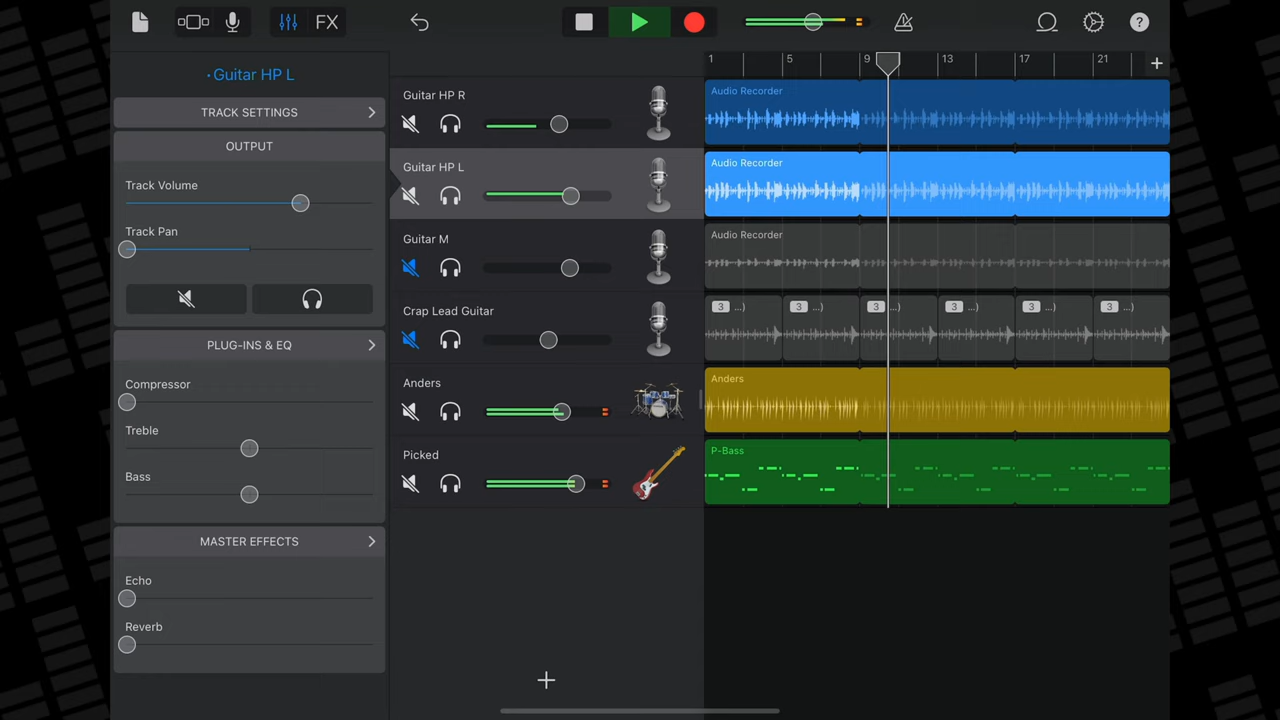 FX
?
·Guitar HP L
TRACK SETTINGS
OUTPUT
Track Volume
Track Pan
PLUG-INS & EQ
Compressor
Treble
Bass
MASTER EFFECTS
Echo
Reverb
Guitar HP R
Guitar HP L
Guitar M
Crap Lead Guitar
Anders
Picked
+
1 5 9 13 17 21 +
Audio Recorder
Audio Recorder
Audio Recorder
3 ...) 3 ...) 3 ...) 3 ...) 3 ...) 3 ...)
Anders
P-Bass